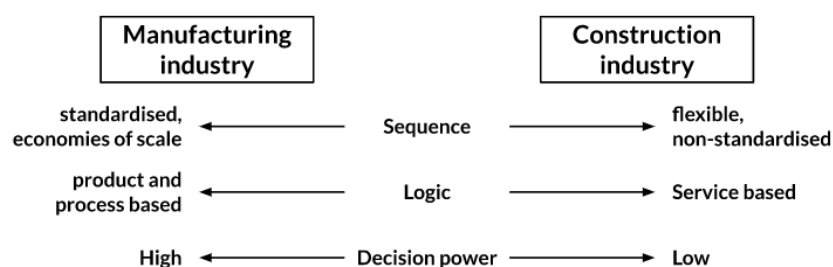 Manufacturing
industry
Construction
industry
standardised,
economies of scale
Sequence
flexible,
non-standardised
product and
process based
Logic
Service based
High
Decision power
Low